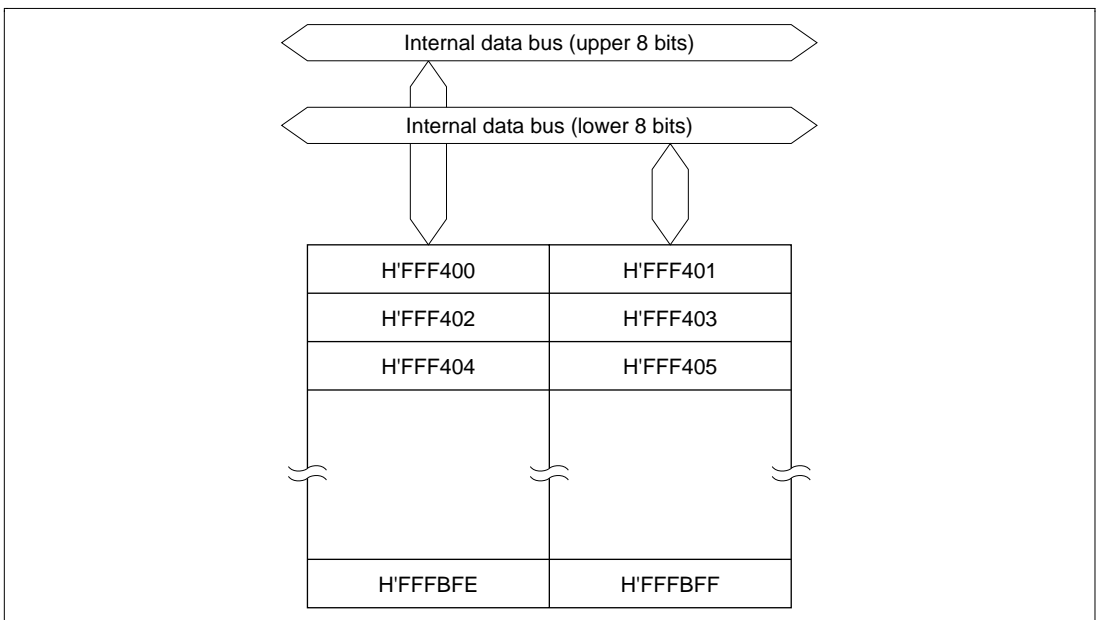 Internal data bus (upper 8 bits)
Internal data bus (lower 8 bits)
H'FFF400 H'FFF401
H'FFF402 H'FFF403
H'FFF404 H'FFF405
H'FFFBFE H'FFFBFF